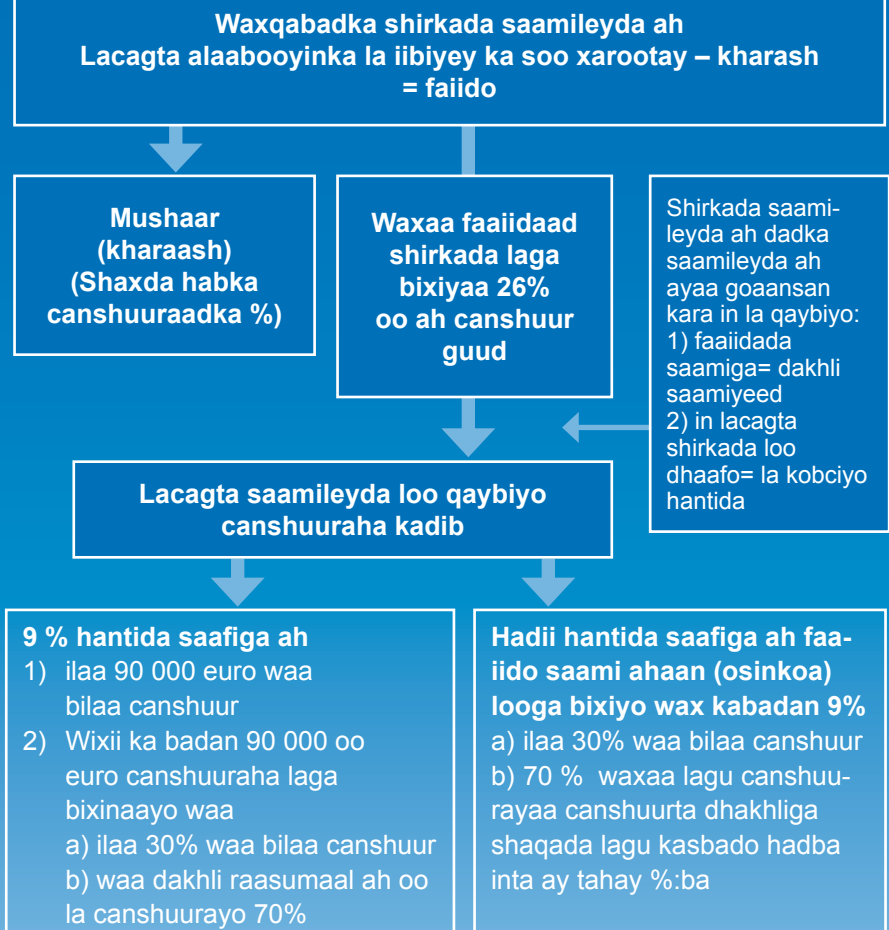 Waxqabadka shirkada saamileyda ah
Lacagta alaabooyinka la iibiyey ka soo xarootay – kharash
= faiido
Mushaar
(kharaash)
(Shaxda habka
canshuuraadka %)
Waxaa faaiidaad
shirkada laga
bixiyaa 26%
oo ah canshuur
guud
Shirkada saami-
leyda ah dadka
saamileyda ah
ayaa goaansan
kara in la qaybiyo:
1) faaiidada
saamiga= dakhli
saamiyeed
2) in lacagta
shirkada loo
dhaafo= la kobciyo
hantida
Lacagta saamileyda loo qaybiyo
canshuuraha kadib
9 % hantida saafiga ah
1) ilaa 90 000 euro waa
bilaa canshuur
2) Wixii ka badan 90 000 oo
euro canshuuraha laga
bixinaayo waa
a) ilaa 30% waa bilaa canshuur
b) waa dakhli raasumaal ah oo
la canshuurayo 70%
Hadii hantida saafiga ah faa-
iido saami ahaan (osinkoa)
looga bixiyo wax kabadan 9%
a) ilaa 30% waa bilaa canshuur
b) 70 % waxaa lagu canshuu-
rayaa canshuurta dhakhliga
shaqada lagu kasbado hadba
inta ay tahay %:ba